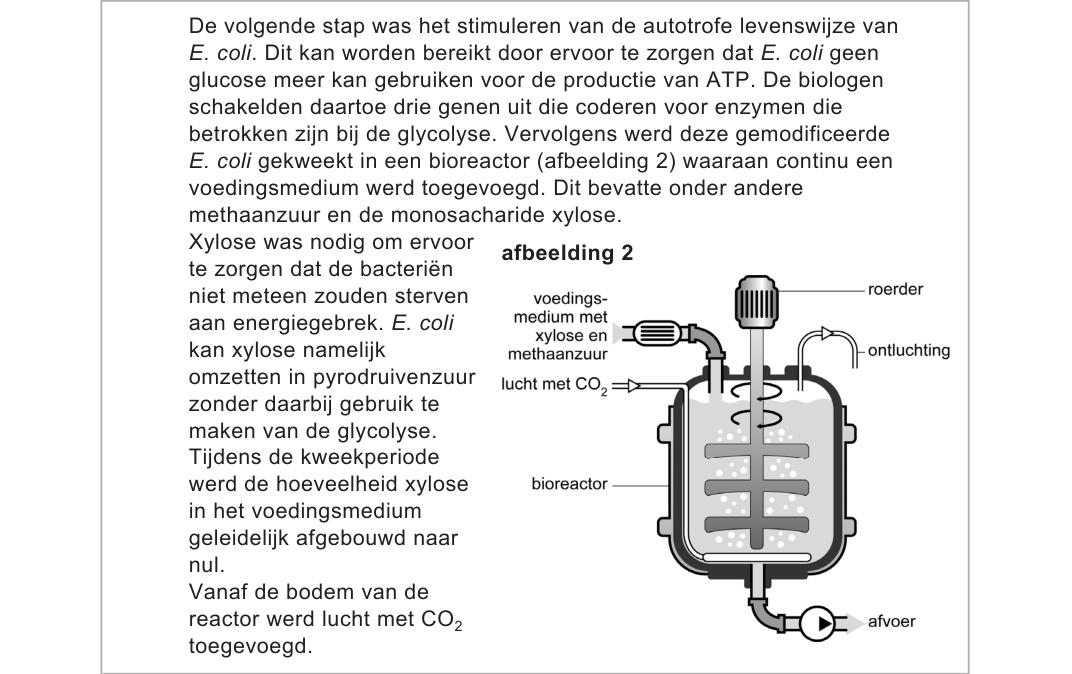 De volgende stap was het stimuleren van de autotrofe levenswijze van
E. coli. Dit kan worden bereikt door ervoor te zorgen dat E. coli geen
glucose meer kan gebruiken voor de productie van ATP. De biologen
schakelden daartoe drie genen uit die coderen voor enzymen die
betrokken zijn bij de glycolyse. Vervolgens werd deze gemodificeerde
E. coli gekweekt in een bioreactor (afbeelding 2) waaraan continu een
voedingsmedium werd toegevoegd. Dit bevatte onder andere
methaanzuur en de monosacharide xylose.
Xylose was nodig om ervoor
te zorgen dat de bacteriën
niet meteen zouden sterven
aan energiegebrek. E. coli
kan xylose namelijk
omzetten in pyrodruivenzuur
zonder daarbij gebruik te
maken van de glycolyse.
Tijdens de kweekperiode
werd de hoeveelheid xylose
in het voedingsmedium
geleidelijk afgebouwd naar
nul.
Vanaf de bodem van de
reactor werd lucht met CO₂
toegevoegd.
afbeelding 2
voedings-
medium met
xylose en
methaanzuur
lucht met CO₂
bioreactor
roerder
ontluchting
afvoer